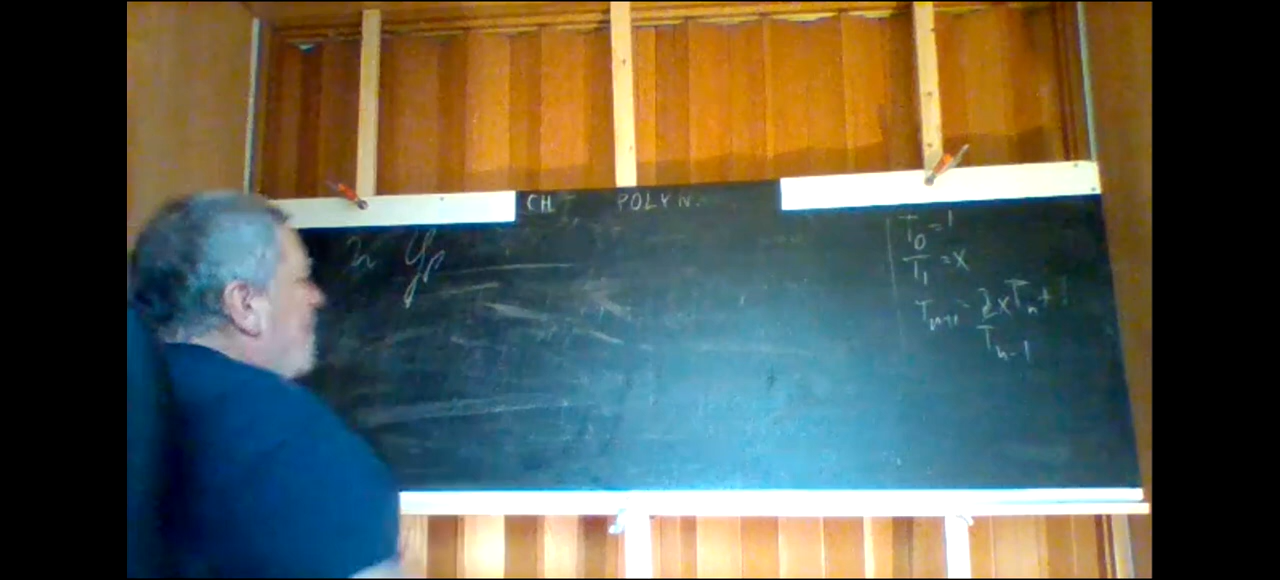 CH. POLYN.
T₀ = 1
T₁ = x
Tₙ₊₁ = 2xTₙ +
Tₙ₋₁